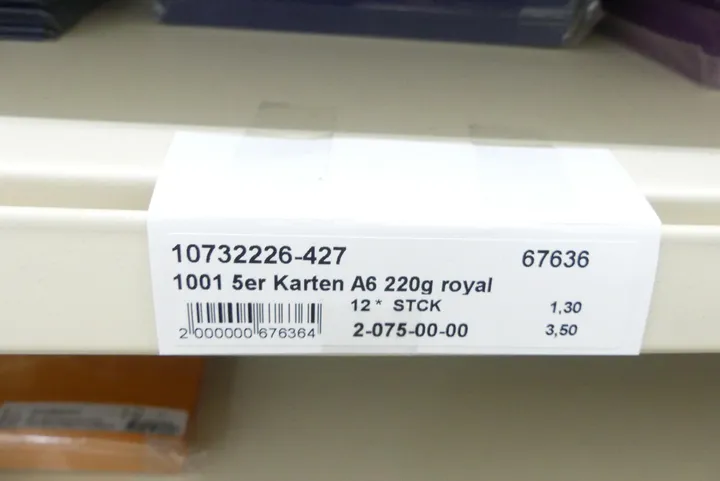 10732226-427 67636
1001 5er Karten A6 220g royal
12 * STCK 1,30
2 000000 676364 2-075-00-00 3,50